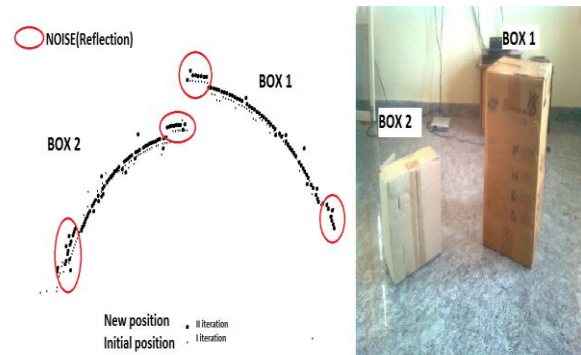 NOISE(Reflection)
BOX 1
BOX 2
New position • II iteration
Initial position · I iteration
BOX 1
BOX 2